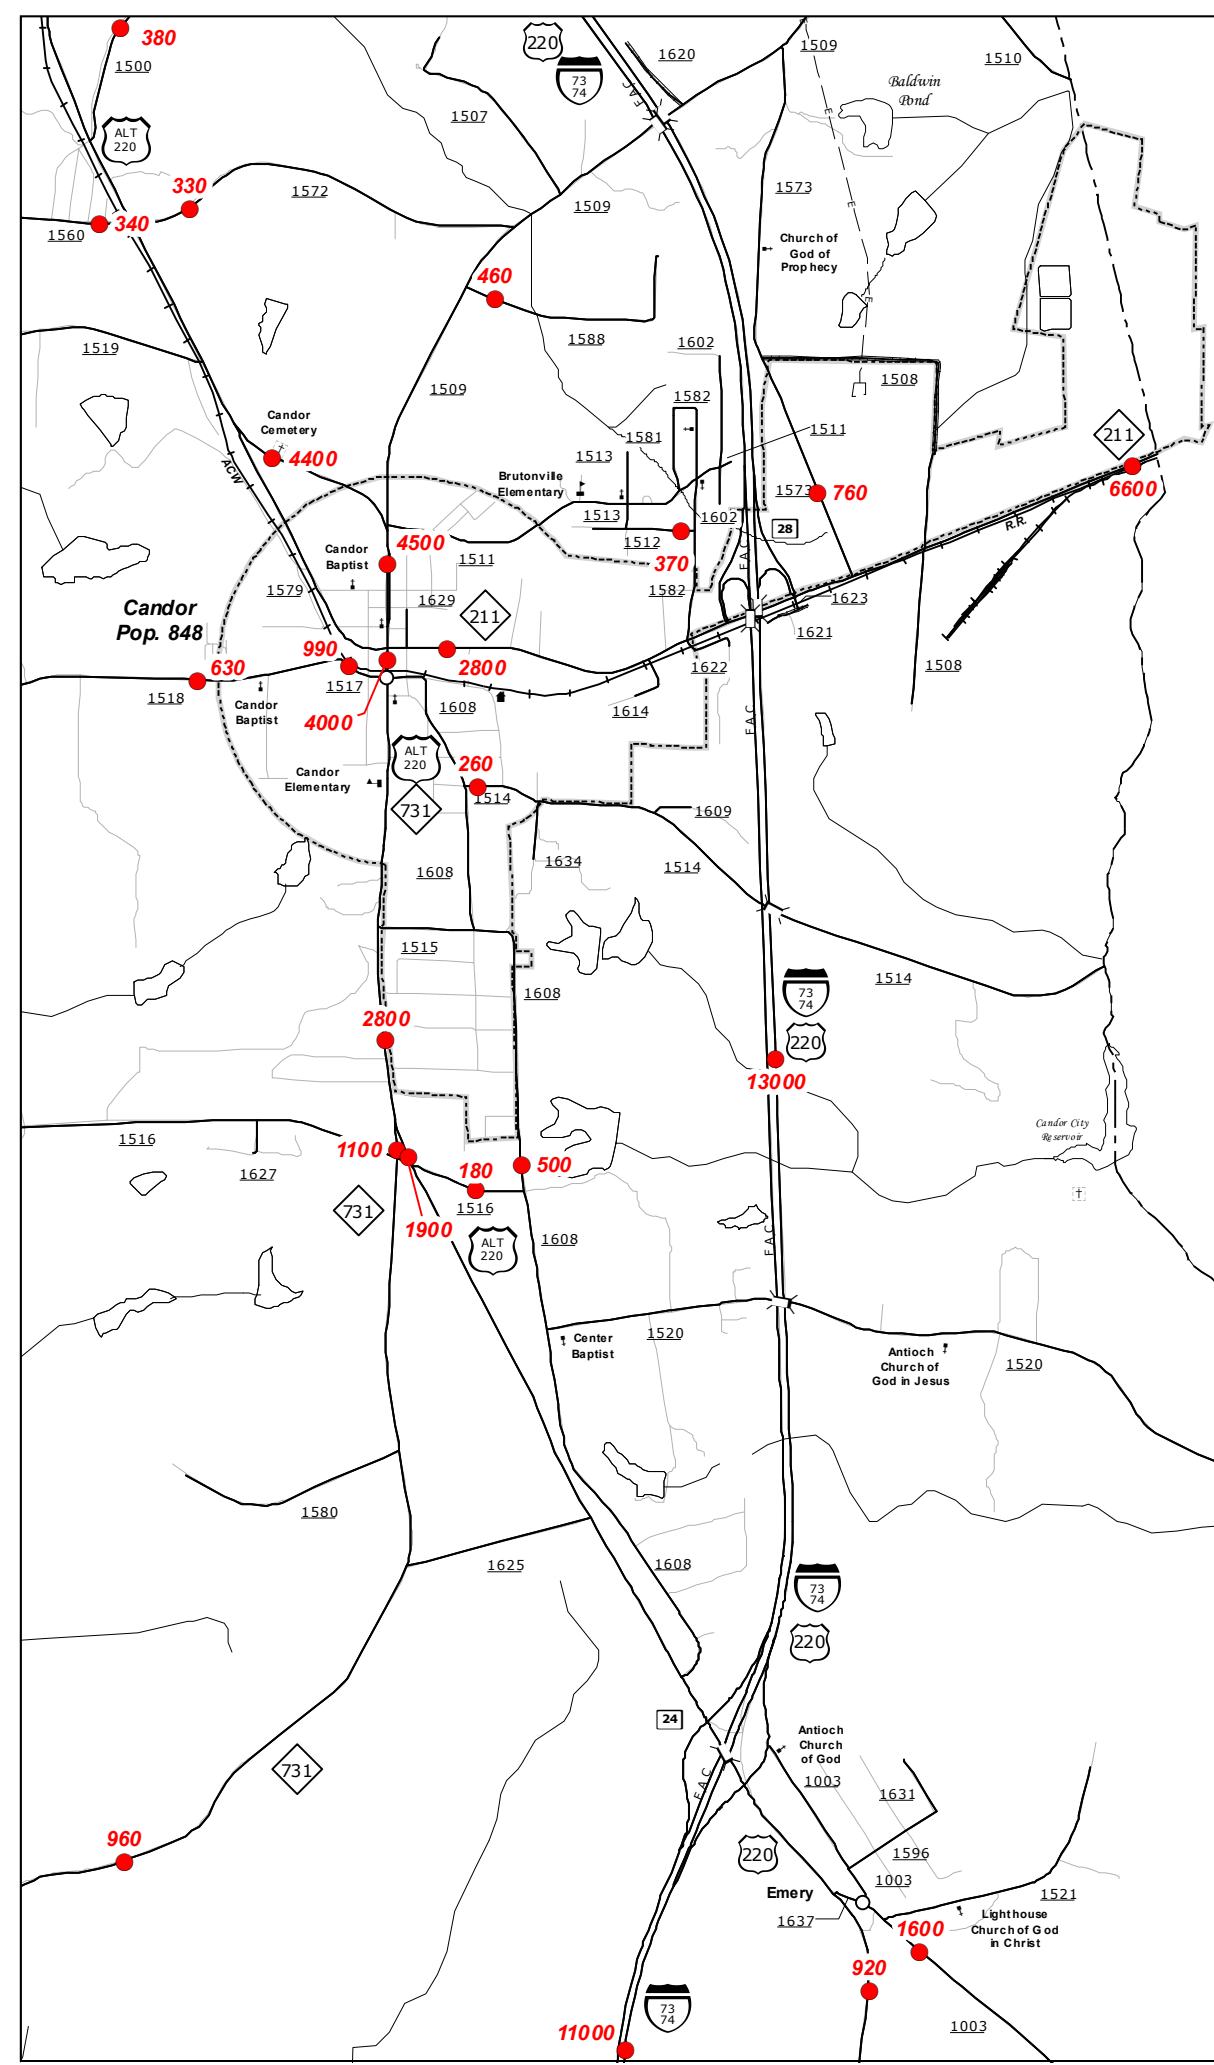 380
1500
220
73
74
FAC
1620
1509
1510
Baldwin
Pond
ALT
220
1507
330
1572
1573
340
1560
1509
Church of
God of
Prophecy
E
E
E
460
1588
1519
1602
1508
1509
1582
Candor
Cemetery
1581
1511
211
4400
1513
ACW
Brutonville
Elementary
1573
760
6600
1513
1602
28
R.R.
4500
1512
370
FAC
Candor
Baptist
1511
1579
1629
211
1582
1623
Candor
Pop. 848
1621
990
2800
1622
1508
630
1518
1517
Candor
Baptist
4000
1608
1614
FAC
ALT
220
260
Candor
Elementary
1514
731
1609
1608
1634
1514
1515
1514
1608
73
74
2800
220
13000
Candor City
Reservoir
1516
1100
1627
180
500
731
1516
1900
ALT
220
1608
FAC
Center
Baptist
1520
Antioch
Church of
God in Jesus
1520
1580
1625
1608
73
74
220
24
Antioch
Church
of God
731
1003
FAC
1631
960
220
1596
Emery
1003
1521
1637
Lighthouse
Church of God
in Christ
1600
920
73
74
11000
1003